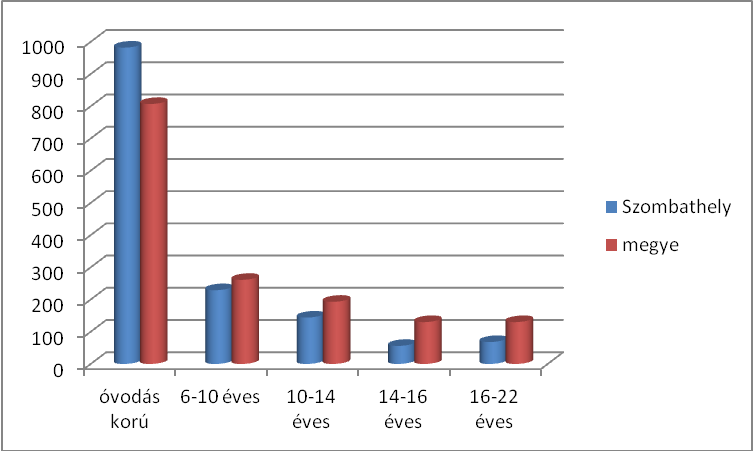 1000
900
800
700
600
500
400
300
200
100
0
óvodás korú
6-10 éves
10-14 éves
14-16 éves
16-22 éves
Szombathely
megye